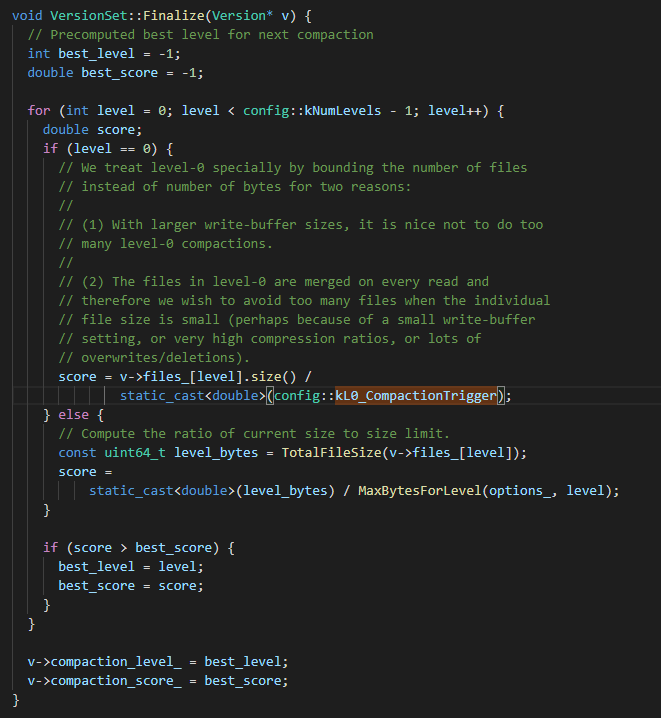 void VersionSet::Finalize(Version* v) {
  // Precomputed best level for next compaction
  int best_level = -1;
  double best_score = -1;

  for (int level = 0; level < config::kNumLevels - 1; level++) {
    double score;
    if (level == 0) {
      // We treat level-0 specially by bounding the number of files
      // instead of number of bytes for two reasons:
      //
      // (1) With larger write-buffer sizes, it is nice not to do too
      // many level-0 compactions.
      //
      // (2) The files in level-0 are merged on every read and
      // therefore we wish to avoid too many files when the individual
      // file size is small (perhaps because of a small write-buffer
      // setting, or very high compression ratios, or lots of
      // overwrites/deletions).
      score = v->files_[level].size() /
              static_cast<double>(config::kL0_CompactionTrigger);
    } else {
      // Compute the ratio of current size to size limit.
      const uint64_t level_bytes = TotalFileSize(v->files_[level]);
      score =
          static_cast<double>(level_bytes) / MaxBytesForLevel(options_, level);
    }

    if (score > best_score) {
      best_level = level;
      best_score = score;
    }
  }

  v->compaction_level_ = best_level;
  v->compaction_score_ = best_score;
}